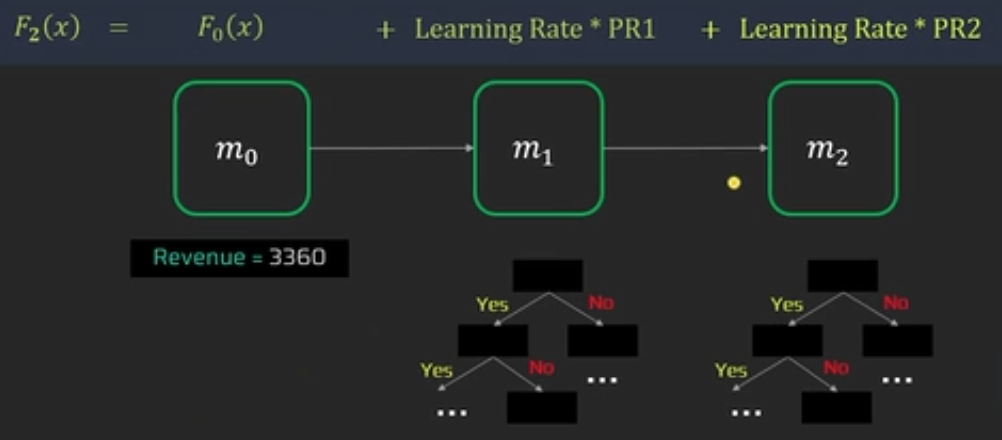 F₂(x) = F₀(x) + Learning Rate * PR1 + Learning Rate * PR2
m₀ m₁ m₂
Revenue = 3360
Yes No Yes No
Yes No ... Yes No ...
... ...